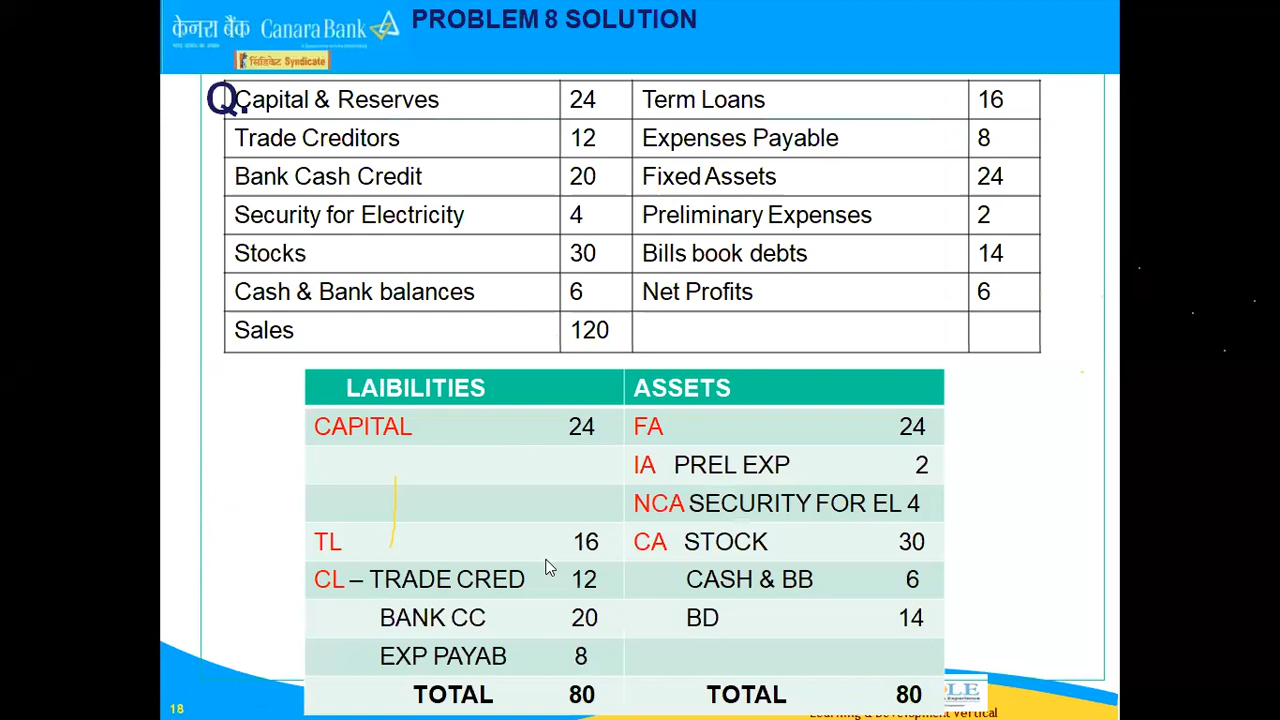 केनरा बैंक Canara Bank
सिंडिकेट Syndicate
PROBLEM 8 SOLUTION
Q.
Capital & Reserves 24 Term Loans 16
Trade Creditors 12 Expenses Payable 8
Bank Cash Credit 20 Fixed Assets 24
Security for Electricity 4 Preliminary Expenses 2
Stocks 30 Bills book debts 14
Cash & Bank balances 6 Net Profits 6
Sales 120
LAIBILITIES ASSETS
CAPITAL 24 FA 24
IA PREL EXP 2
NCA SECURITY FOR EL 4
TL 16 CA STOCK 30
CL – TRADE CRED 12 CASH & BB 6
BANK CC 20 BD 14
EXP PAYAB 8
TOTAL 80 TOTAL 80
18
Learning & Development Vertical